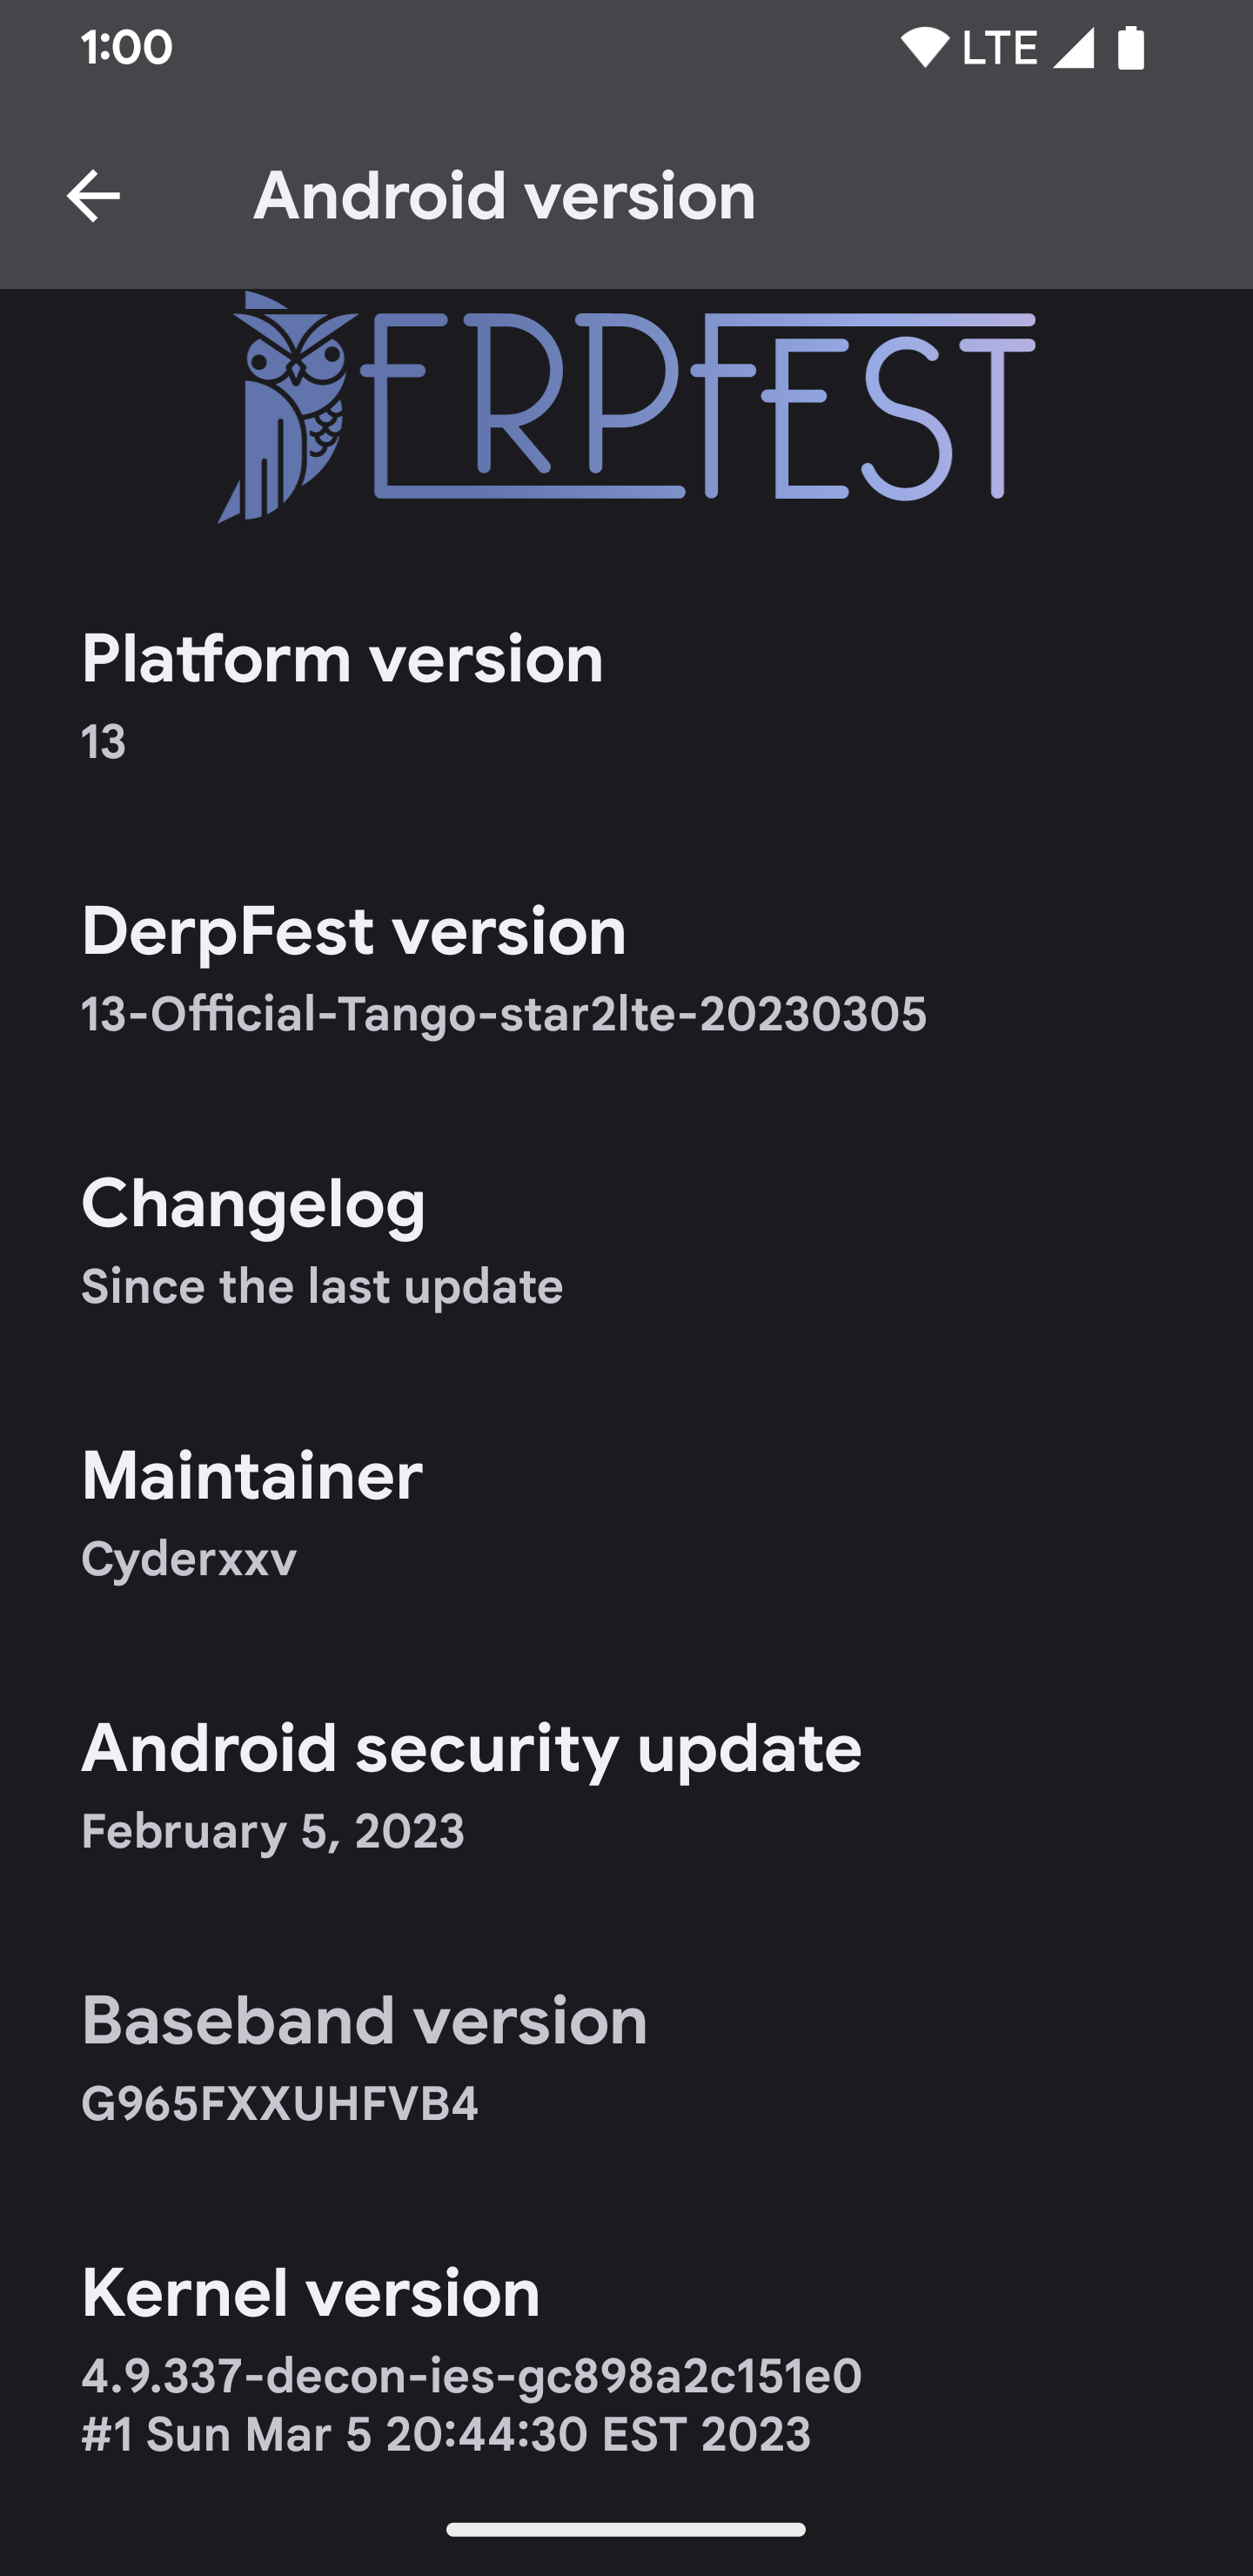 1:00 LTE
Android version
DERPFEST
Platform version
13
DerpFest version
13-Official-Tango-star2lte-20230305
Changelog
Since the last update
Maintainer
Cyderxxv
Android security update
February 5, 2023
Baseband version
G965FXXUHFVB4
Kernel version
4.9.337-decon-ies-gc898a2c151e0
#1 Sun Mar 5 20:44:30 EST 2023